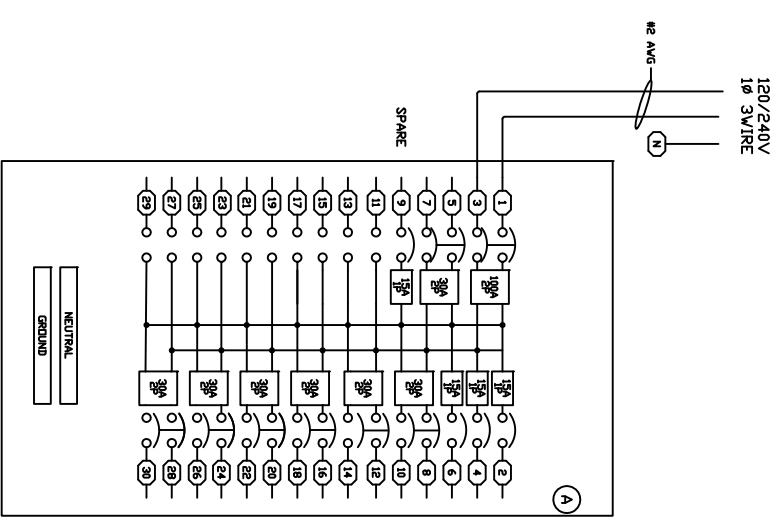 120/240V
1Ø 3WIRE
N
#2 AWG
A
1 15A 1P 2
100A 2P
3 15A 1P 4
5 15A 1P 6
30A 2P
7 8
30A 2P
SPARE 9 15A 1P 10
11 12
30A 2P
13 14
15 16
30A 2P
17 18
19 20
30A 2P
21 22
23 24
30A 2P
25 26
27 28
30A 2P
29 30
NEUTRAL
GROUND